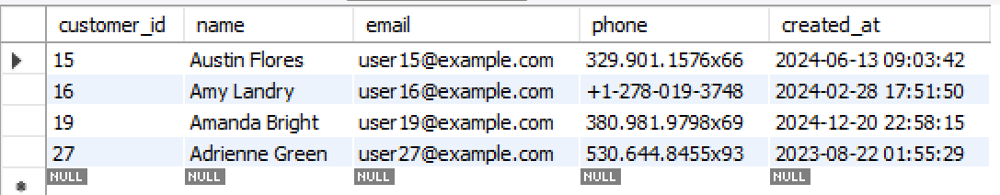 customer_id name email phone created_at
15 Austin Flores user15@example.com 329.901.1576x66 2024-06-13 09:03:42
16 Amy Landry user16@example.com +1-278-019-3748 2024-02-28 17:51:50
19 Amanda Bright user19@example.com 380.981.9798x69 2024-12-20 22:58:15
27 Adrienne Green user27@example.com 530.644.8455x93 2023-08-22 01:55:29
NULL NULL NULL NULL NULL